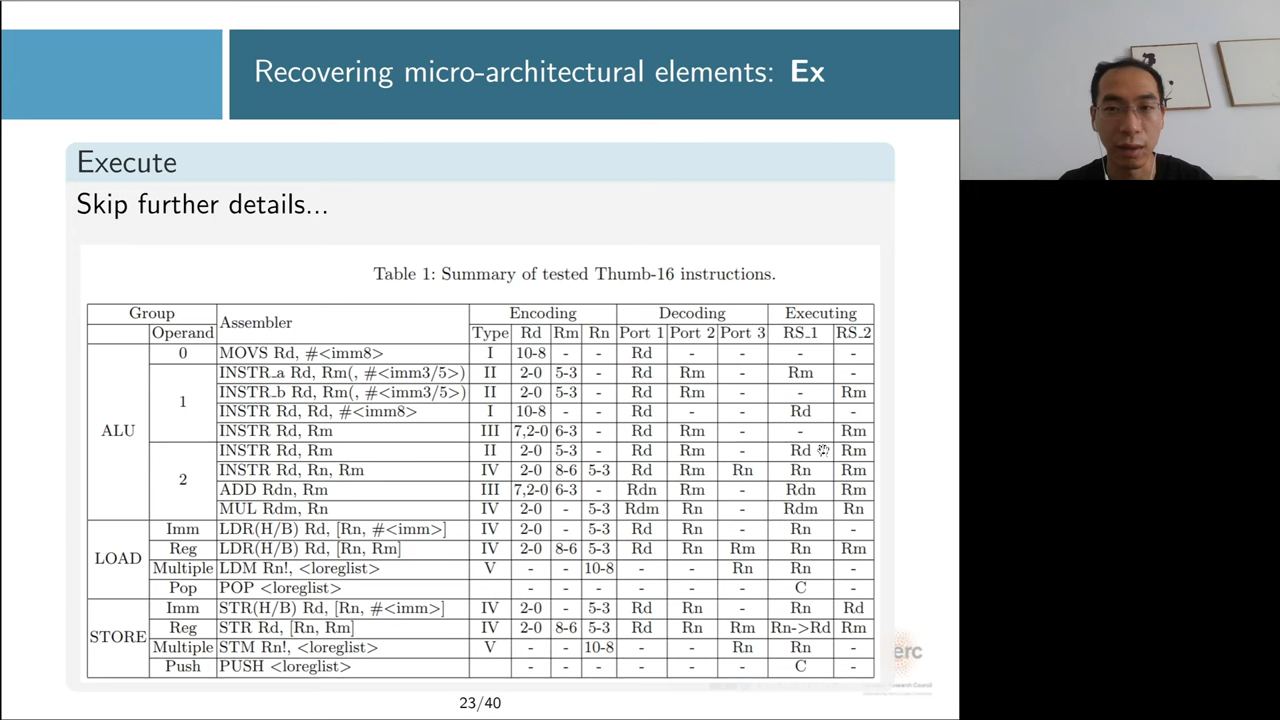 Recovering micro-architectural elements: Ex
Execute
Skip further details...
Table 1: Summary of tested Thumb-16 instructions.
Group Assembler Encoding Decoding Executing
Operand Type Rd Rm Rn Port 1 Port 2 Port 3 RS_1 RS_2
ALU
0 MOVS Rd, #<imm8> I 10-8 - - Rd - - - -
1
INSTR_a Rd, Rm(, #<imm3/5>) II 2-0 5-3 - Rd Rm - Rm -
INSTR_b Rd, Rm(, #<imm3/5>) II 2-0 5-3 - Rd Rm - - Rm
INSTR Rd, Rd, #<imm8> I 10-8 - - Rd - - Rd -
INSTR Rd, Rm III 7,2-0 6-3 - Rd Rm - - Rm
2
INSTR Rd, Rm II 2-0 5-3 - Rd Rm - Rd Rm
INSTR Rd, Rn, Rm IV 2-0 8-6 5-3 Rd Rm Rn Rn Rm
ADD Rdn, Rm III 7,2-0 6-3 - Rdn Rm - Rdn Rm
MUL Rdm, Rn IV 2-0 - 5-3 Rdm Rn - Rdm Rn
LOAD
Imm LDR(H/B) Rd, [Rn, #<imm>] IV 2-0 - 5-3 Rd Rn - Rn -
Reg LDR(H/B) Rd, [Rn, Rm] IV 2-0 8-6 5-3 Rd Rn Rm Rn Rm
Multiple LDM Rn!, <loreglist> V - - 10-8 - - Rn Rn -
Pop POP <loreglist> - - - - - - C -
STORE
Imm STR(H/B) Rd, [Rn, #<imm>] IV 2-0 - 5-3 Rd Rn - Rn Rd
Reg STR Rd, [Rn, Rm] IV 2-0 8-6 5-3 Rd Rn Rm Rn->Rd Rm
Multiple STM Rn!, <loreglist> V - - 10-8 - - Rn Rn -
Push PUSH <loreglist> - - - - - - C -
erc
23/40